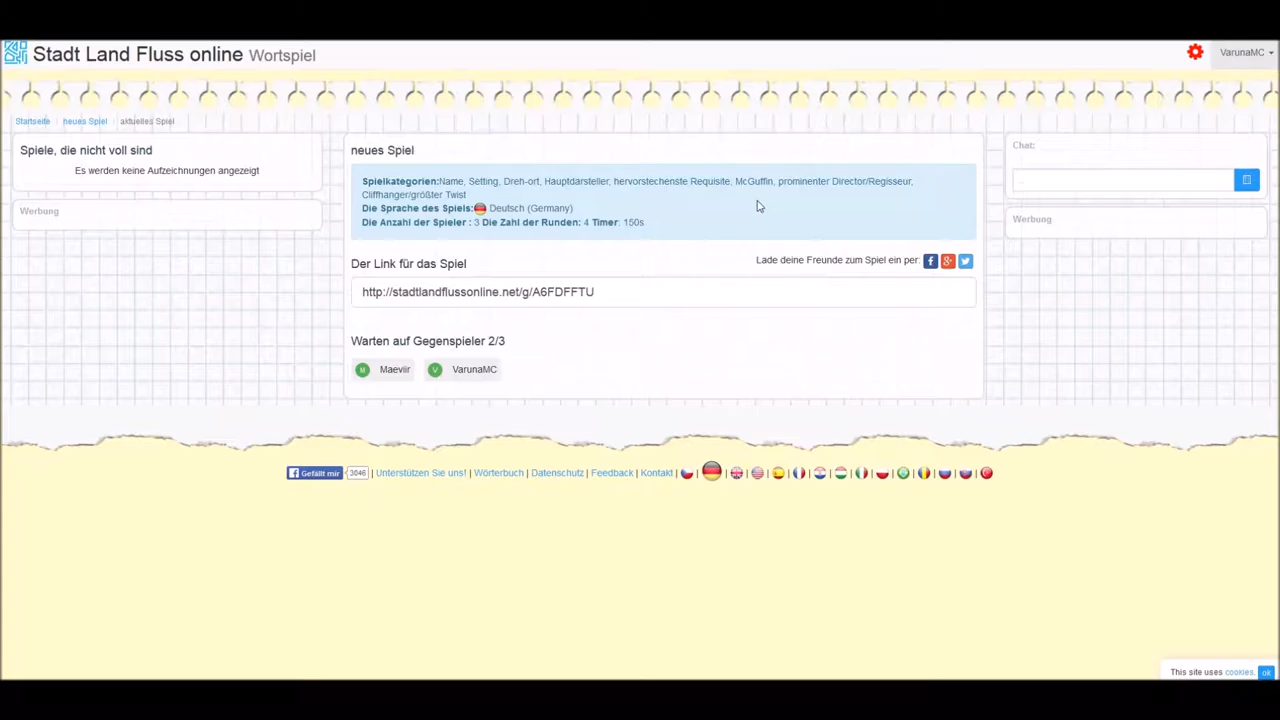 Stadt Land Fluss online Wortspiel
VarunaMC
Startseite / neues Spiel / aktuelles Spiel
Spiele, die nicht voll sind
Es werden keine Aufzeichnungen angezeigt
Werbung
neues Spiel
Spielkategorien:Name, Setting, Dreh-ort, Hauptdarsteller, hervorstechenste Requisite, McGuffin, prominenter Director/Regisseur,
Cliffhanger/größter Twist
Die Sprache des Spiels: Deutsch (Germany)
Die Anzahl der Spieler : 3 Die Zahl der Runden: 4 Timer: 150s
Der Link für das Spiel
Lade deine Freunde zum Spiel ein per:
http://stadtlandflussonline.net/g/A6FDFFTU
Warten auf Gegenspieler 2/3
M Maeviir V VarunaMC
Chat:
Werbung
Gefällt mir 3046 | Unterstützen Sie uns! | Wörterbuch | Datenschutz | Feedback | Kontakt |
This site uses cookies. ok